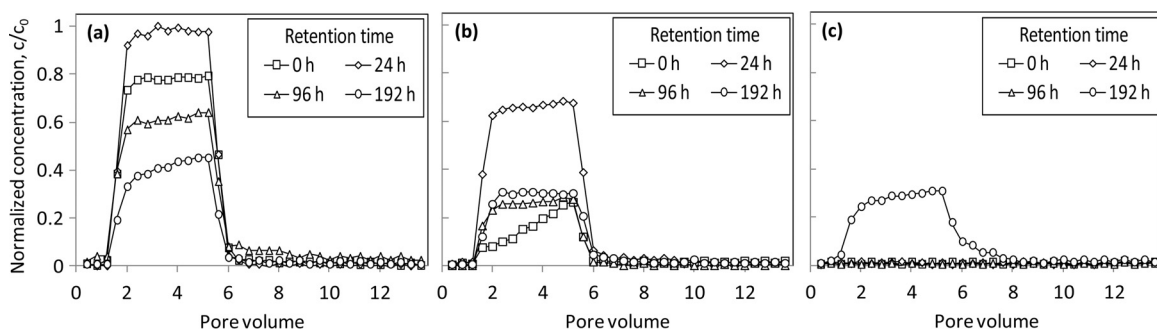 (a)
Retention time
0 h 24 h
96 h 192 h
(b)
Retention time
0 h 24 h
96 h 192 h
(c)
Retention time
0 h 24 h
96 h 192 h
Normalized concentration, c/c₀
1
0.8
0.6
0.4
0.2
0
0 2 4 6 8 10 12
0 2 4 6 8 10 12
0 2 4 6 8 10 12
Pore volume
Pore volume
Pore volume